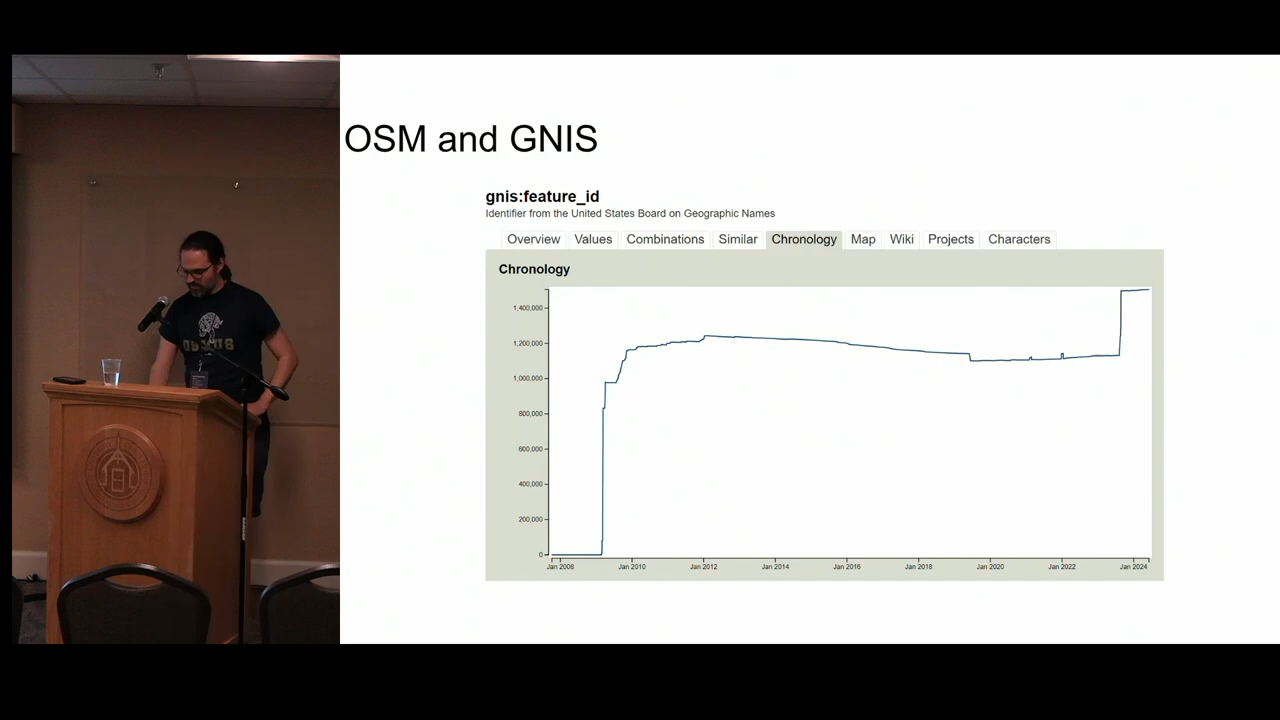 OSM and GNIS
gnis:feature_id
Identifier from the United States Board on Geographic Names
Overview Values Combinations Similar Chronology Map Wiki Projects Characters
Chronology
1,400,000
1,200,000
1,000,000
800,000
600,000
400,000
200,000
0
Jan 2008 Jan 2010 Jan 2012 Jan 2014 Jan 2016 Jan 2018 Jan 2020 Jan 2022 Jan 2024